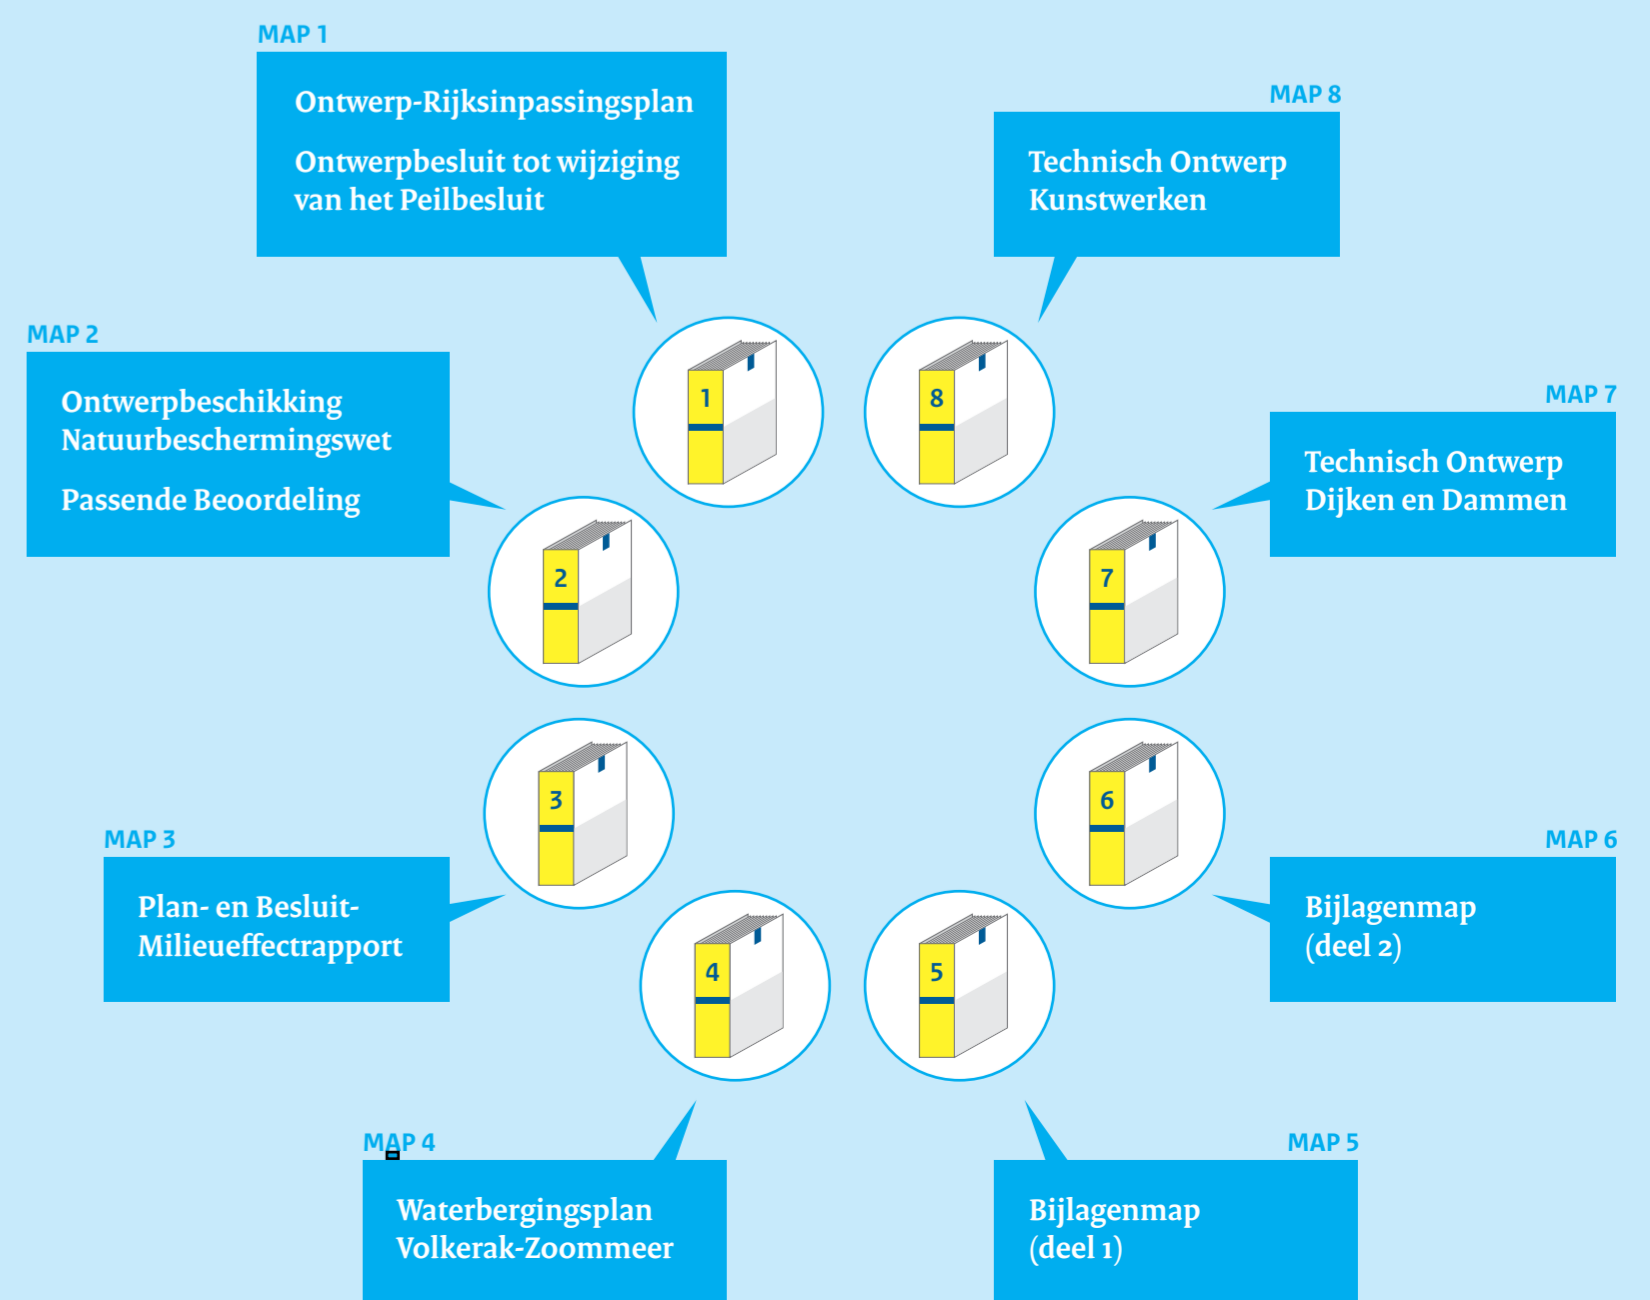 MAP 1
Ontwerp-Rijksinpassingsplan
Ontwerpbesluit tot wijziging
van het Peilbesluit
MAP 8
Technisch Ontwerp
Kunstwerken
MAP 2
Ontwerpbeschikking
Natuurbeschermingswet
Passende Beoordeling
MAP 7
Technisch Ontwerp
Dijken en Dammen
1
8
2
7
3
6
4
5
MAP 3
Plan- en Besluit-
Milieueffectrapport
MAP 6
Bijlagenmap
(deel 2)
MAP 4
Waterbergingsplan
Volkerak-Zoommeer
MAP 5
Bijlagenmap
(deel 1)